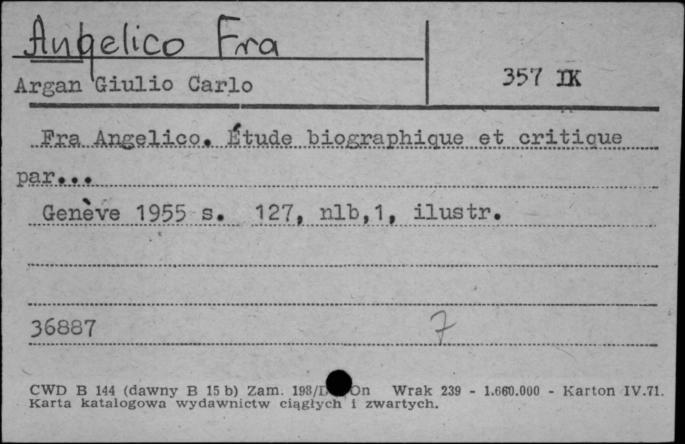 Angelico Fra
Argan Giulio Carlo
357 IK
Fra Angelico. Étude biographique et critique
par...
Genève 1955 s. 127, nlb,1, ilustr.
36887
7
CWD B 144 (dawny B 15 b) Zam. 198/D On Wrak 239 - 1.660.000 - Karton IV.71.
Karta katalogowa wydawnictw ciągłych i zwartych.